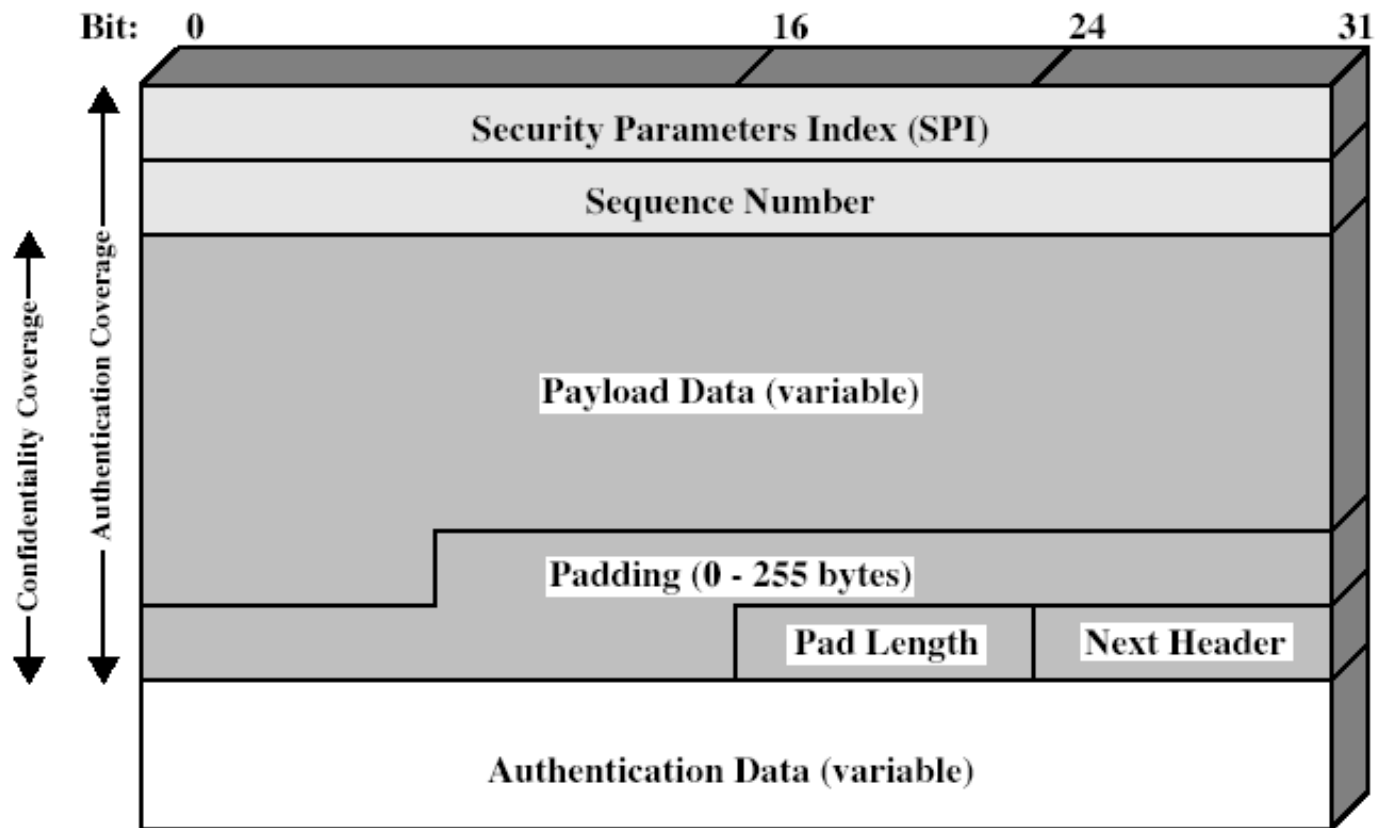 Bit: 0 16 24 31
Security Parameters Index (SPI)
Sequence Number
Confidentiality Coverage
Authentication Coverage
Payload Data (variable)
Padding (0 - 255 bytes)
Pad Length
Next Header
Authentication Data (variable)